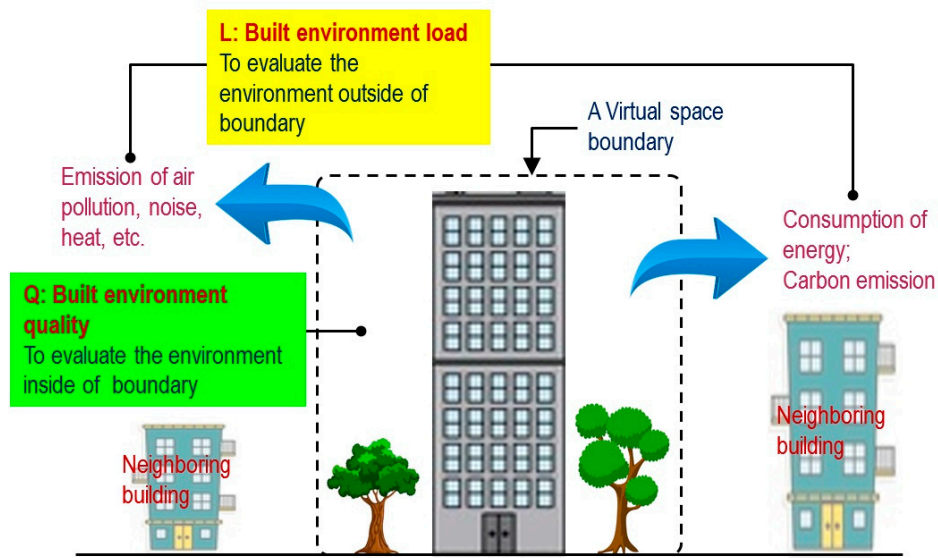 L: Built environment load
To evaluate the
environment outside of
boundary
A Virtual space
boundary
Emission of air
pollution, noise,
heat, etc.
Consumption of
energy;
Carbon emission
Q: Built environment
quality
To evaluate the environment
inside of boundary
Neighboring
building
Neighboring
building